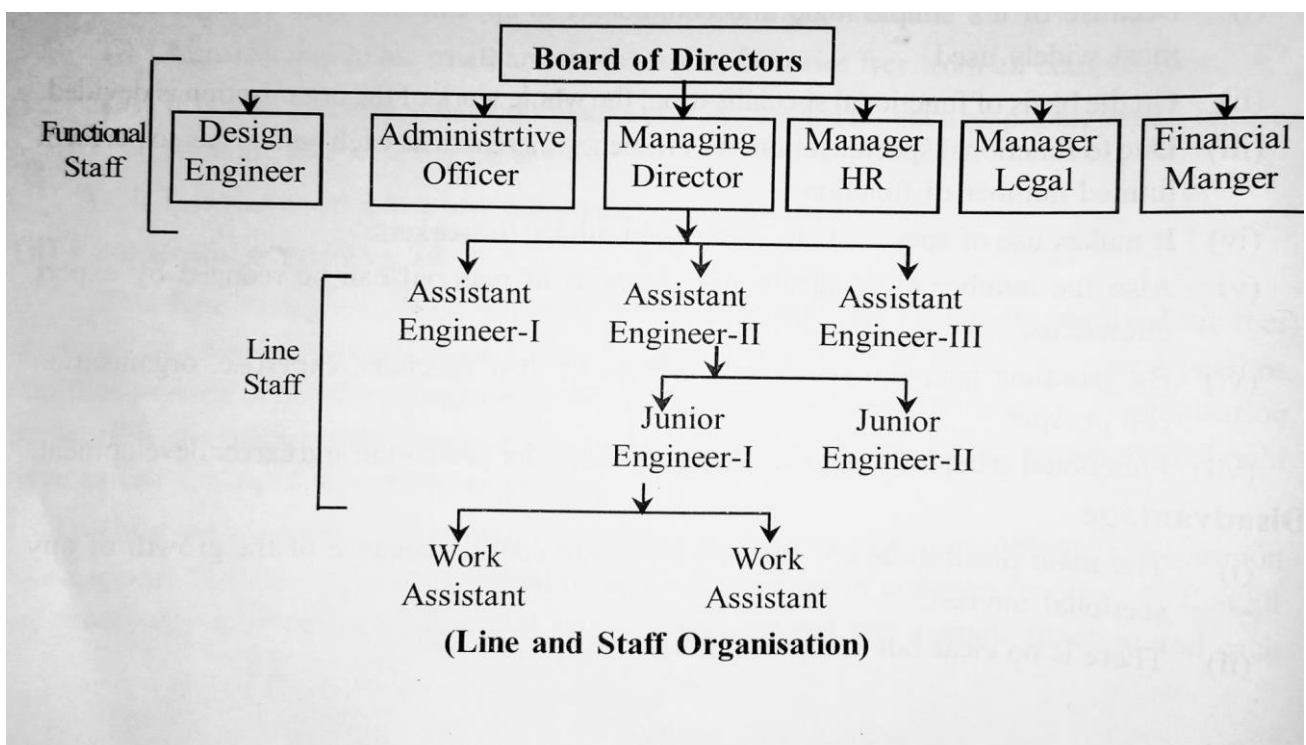 Board of Directors
Functional
Staff
Design
Engineer
Administrtive
Officer
Managing
Director
Manager
HR
Manager
Legal
Financial
Manger
Line
Staff
Assistant
Engineer-I
Assistant
Engineer-II
Assistant
Engineer-III
Junior
Engineer-I
Junior
Engineer-II
Work
Assistant
Work
Assistant
(Line and Staff Organisation)